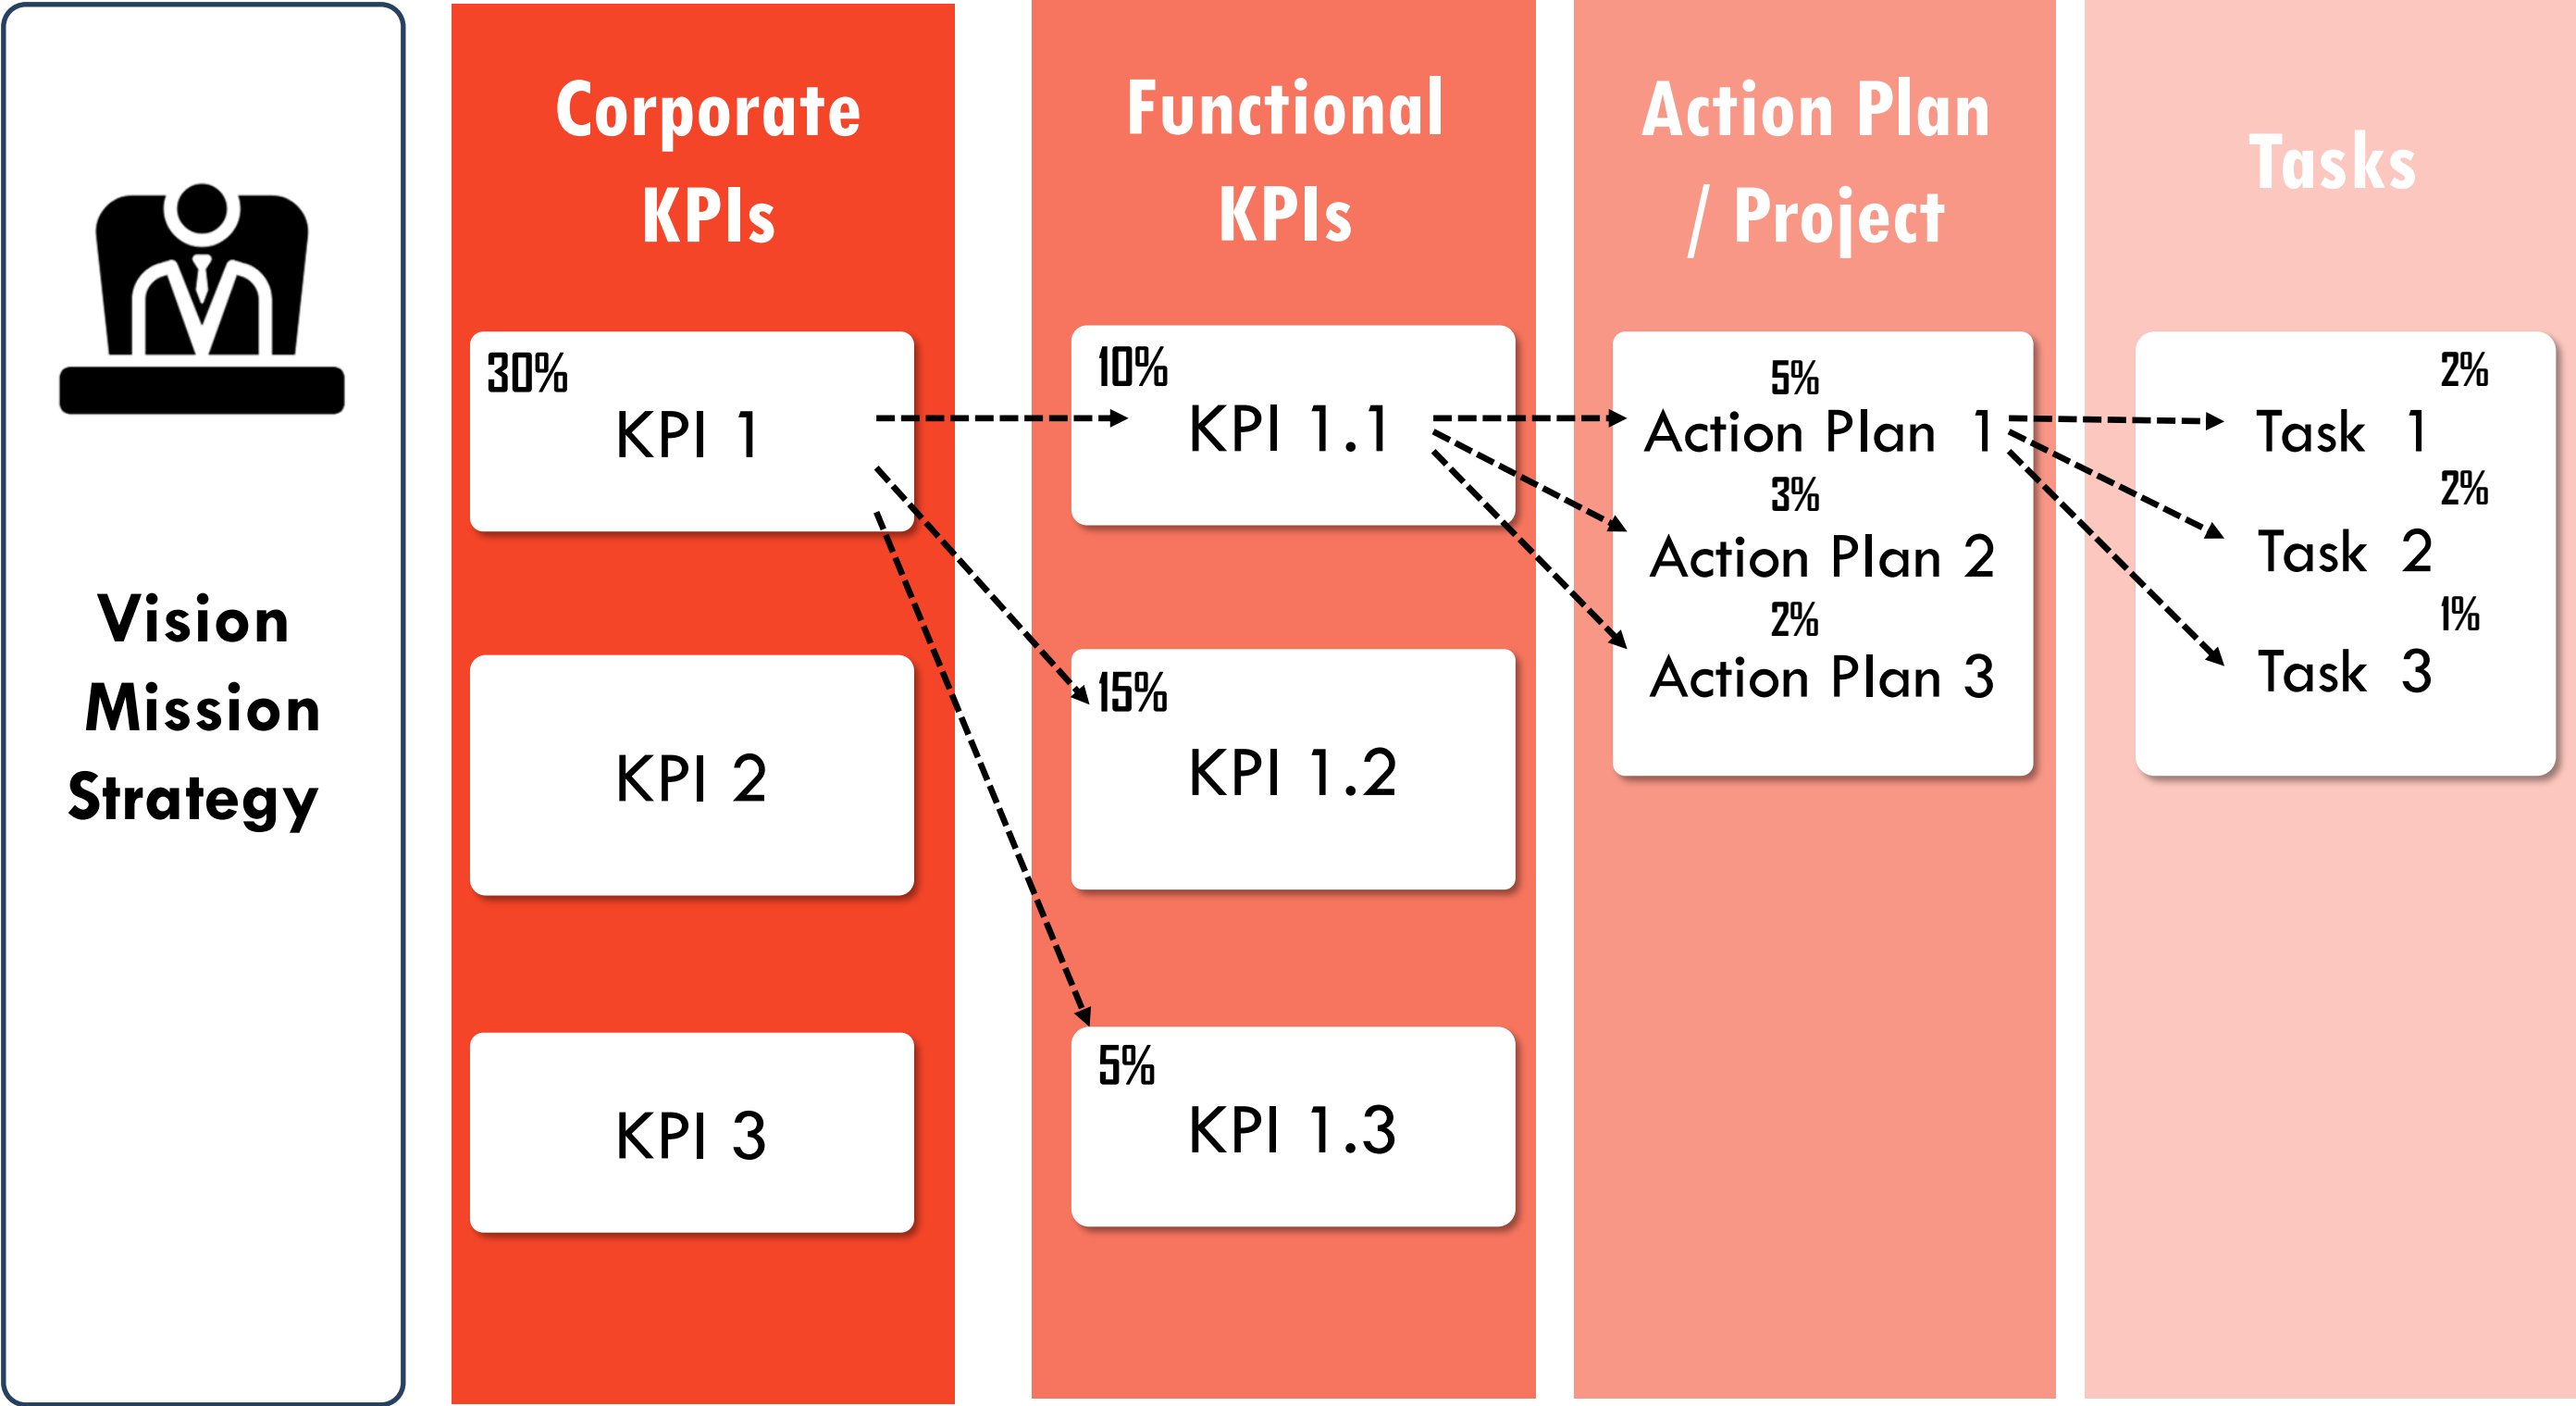 Vision
Mission
Strategy
Corporate
KPIs
30%
KPI 1
KPI 2
KPI 3
Functional
KPIs
10%
KPI 1.1
15%
KPI 1.2
5%
KPI 1.3
Action Plan
/ Project
5%
Action Plan 1
3%
Action Plan 2
2%
Action Plan 3
Tasks
2%
Task 1
2%
Task 2
1%
Task 3